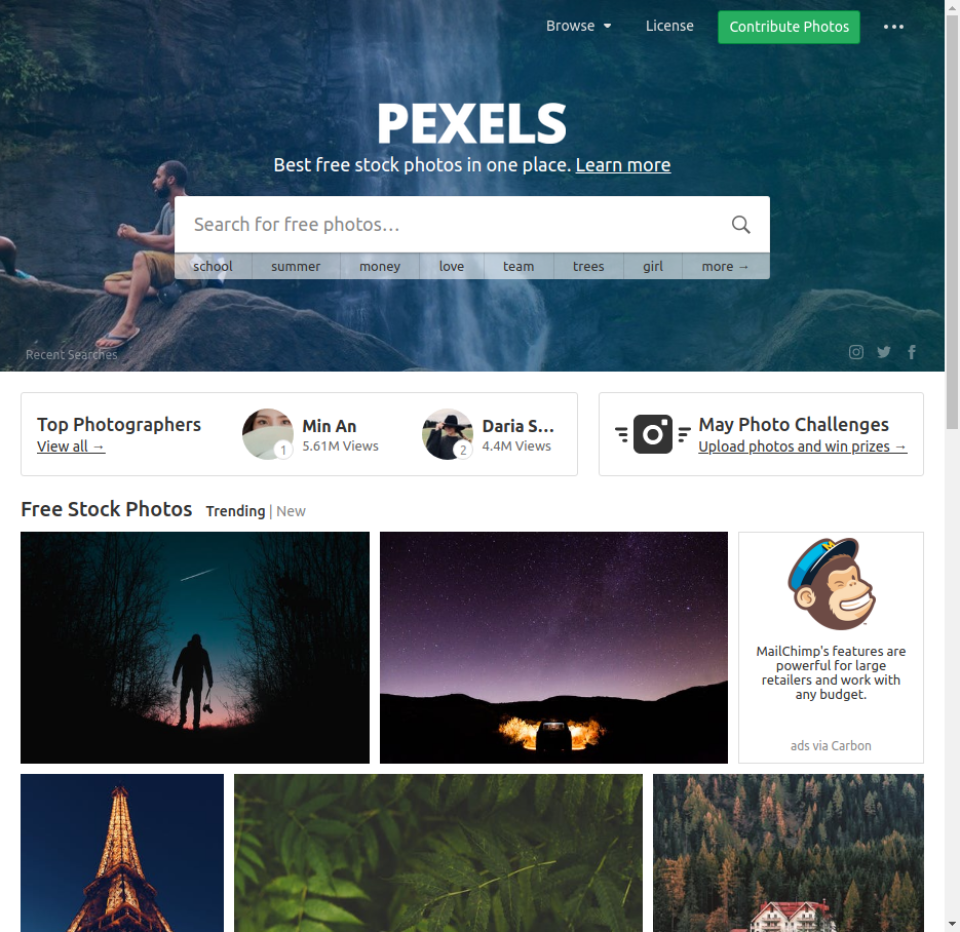 Browse License Contribute Photos
PEXELS
Best free stock photos in one place. Learn more
Search for free photos...
school summer money love team trees girl more →
Recent Searches
Top Photographers
View all →
1
Min An
5.61M Views
2
Daria S...
4.4M Views
May Photo Challenges
Upload photos and win prizes →
Free Stock Photos Trending | New
MailChimp's features are
powerful for large
retailers and work with
any budget.
ads via Carbon